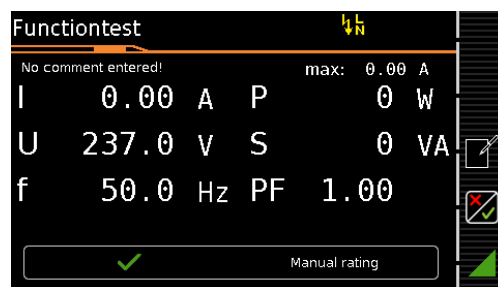 Functiontest L N
No comment entered! max: 0.00 A
I 0.00 A P 0 W
U 237.0 V S 0 VA
f 50.0 Hz PF 1.00
Manual rating